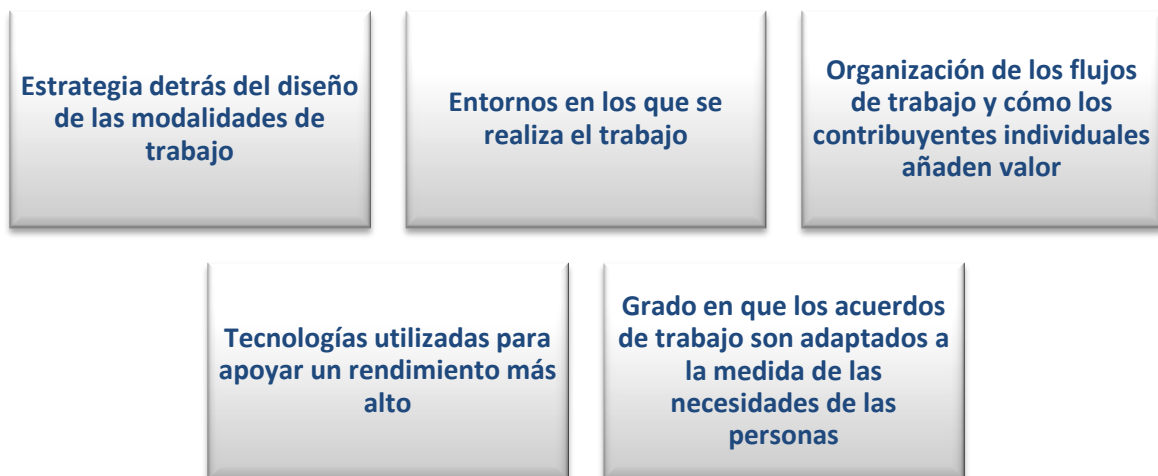 Estrategia detrás del diseño
de las modalidades de
trabajo
Entornos en los que se
realiza el trabajo
Organización de los flujos
de trabajo y cómo los
contribuyentes individuales
añaden valor
Tecnologías utilizadas para
apoyar un rendimiento más
alto
Grado en que los acuerdos
de trabajo son adaptados a
la medida de las
necesidades de las
personas